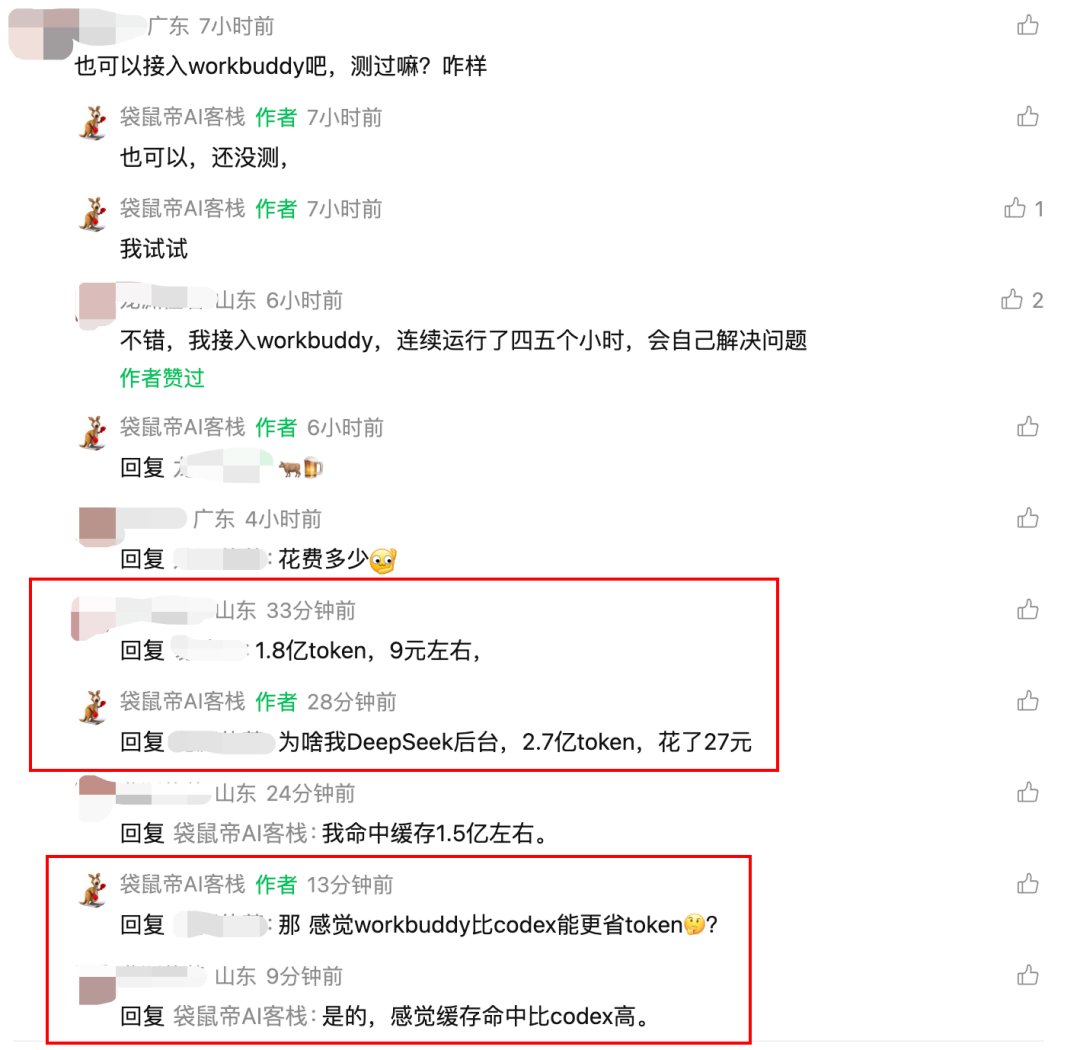 广东 7小时前
也可以接入workbuddy吧，测过嘛？咋样
袋鼠帝AI客栈 作者 7小时前
也可以，还没测，
袋鼠帝AI客栈 作者 7小时前
1
我试试
山东 6小时前
2
不错，我接入workbuddy，连续运行了四五个小时，会自己解决问题
作者赞过
袋鼠帝AI客栈 作者 6小时前
回复 🐂🍺
广东 4小时前
回复 : 花费多少
山东 33分钟前
回复 : 1.8亿token，9元左右，
袋鼠帝AI客栈 作者 28分钟前
回复 为啥我DeepSeek后台，2.7亿token，花了27元
山东 24分钟前
回复 袋鼠帝AI客栈: 我命中缓存1.5亿左右。
袋鼠帝AI客栈 作者 13分钟前
回复 : 那 感觉workbuddy比codex能更省token🤔?
山东 9分钟前
回复 袋鼠帝AI客栈: 是的，感觉缓存命中比codex高。